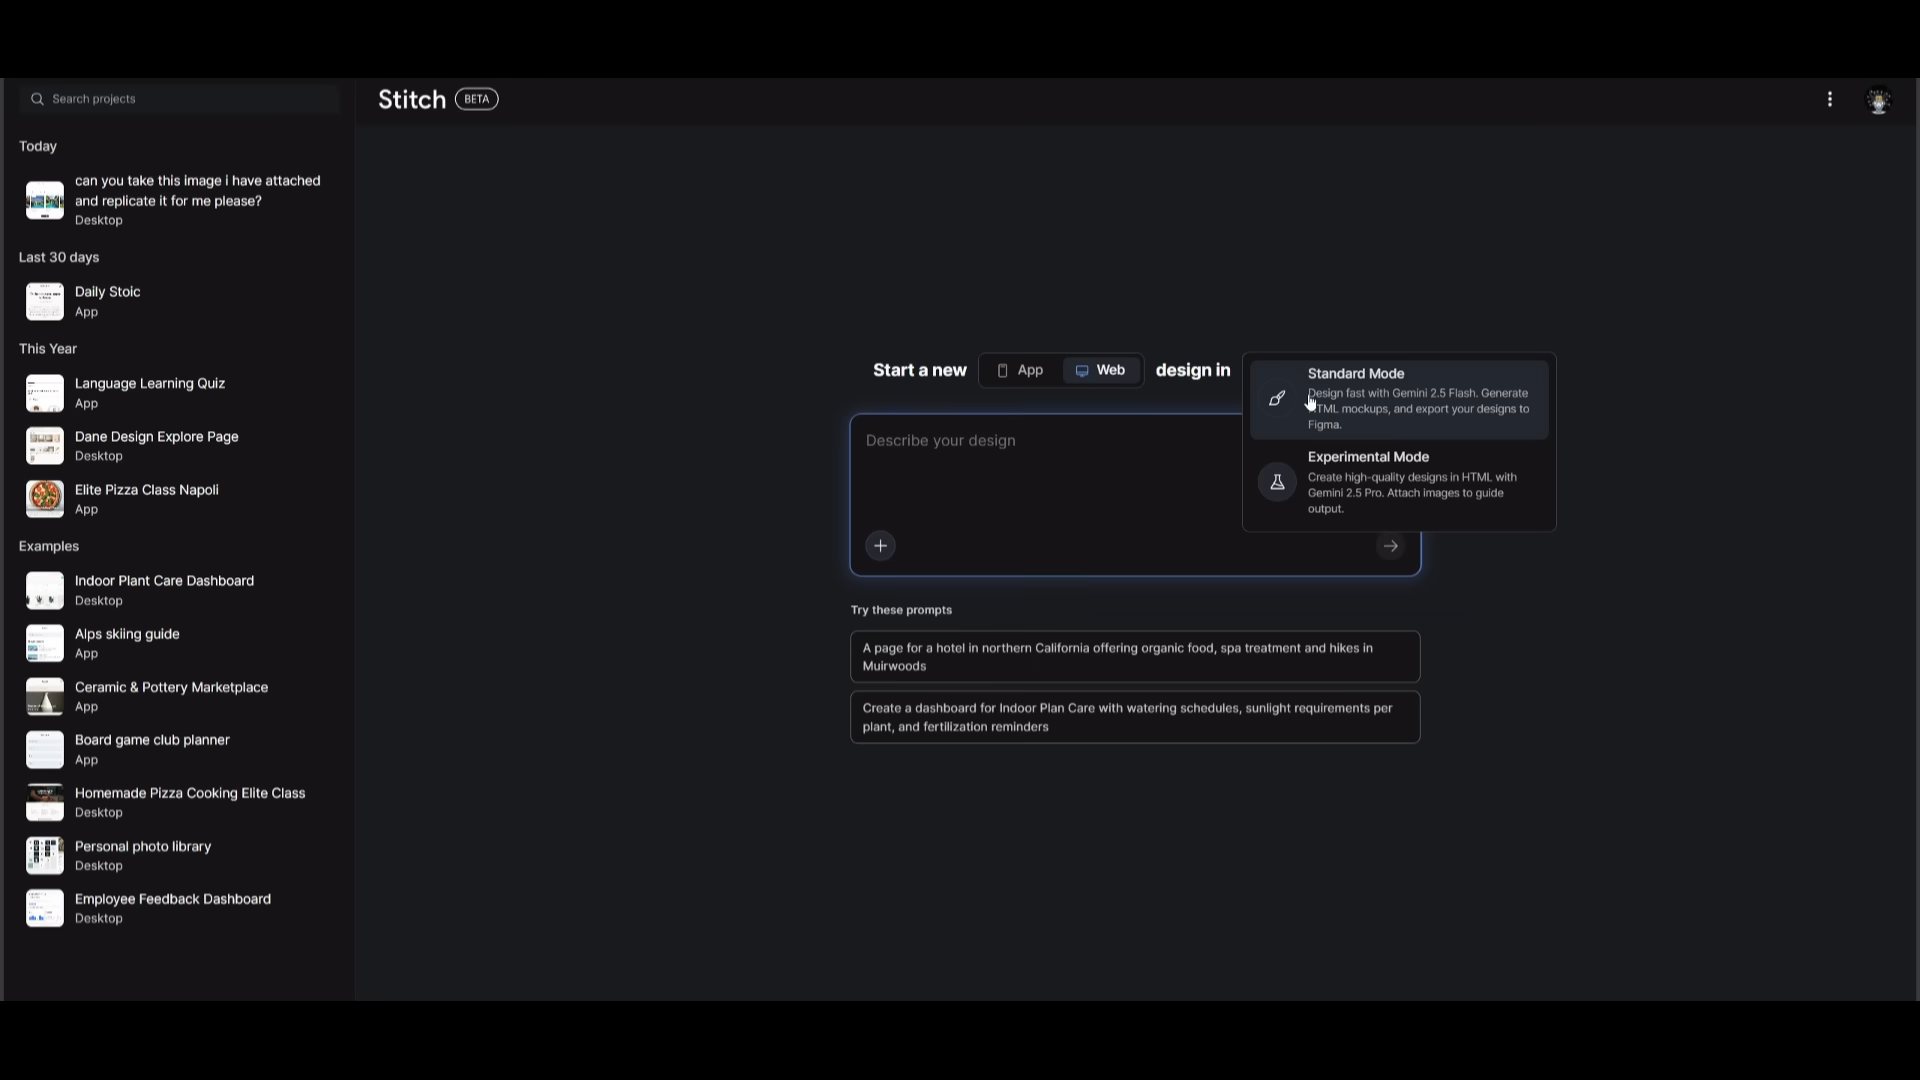 Search projects
Stitch BETA
Today
can you take this image i have attached
and replicate it for me please?
Desktop
Last 30 days
Daily Stoic
App
This Year
Language Learning Quiz
App
Dane Design Explore Page
Desktop
Elite Pizza Class Napoli
App
Examples
Indoor Plant Care Dashboard
Desktop
Alps skiing guide
App
Ceramic & Pottery Marketplace
App
Board game club planner
App
Homemade Pizza Cooking Elite Class
Desktop
Personal photo library
Desktop
Employee Feedback Dashboard
Desktop
Start a new App Web design in
Standard Mode
Design fast with Gemini 2.5 Flash. Generate
HTML mockups, and export your designs to
Figma.
Experimental Mode
Create high-quality designs in HTML with
Gemini 2.5 Pro. Attach images to guide
output.
Describe your design
Try these prompts
A page for a hotel in northern California offering organic food, spa treatment and hikes in
Muirwoods
Create a dashboard for Indoor Plan Care with watering schedules, sunlight requirements per
plant, and fertilization reminders